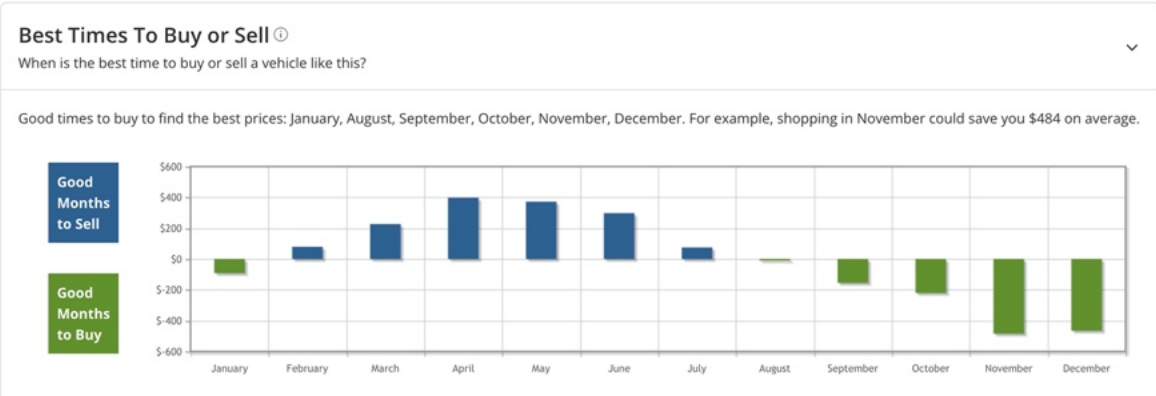 Best Times To Buy or Sell
When is the best time to buy or sell a vehicle like this?
Good times to buy to find the best prices: January, August, September, October, November, December. For example, shopping in November could save you $484 on average.
Good
Months
to Sell
Good
Months
to Buy
$600
$400
$200
$0
$-200
$-400
$-600
January February March April May June July August September October November December